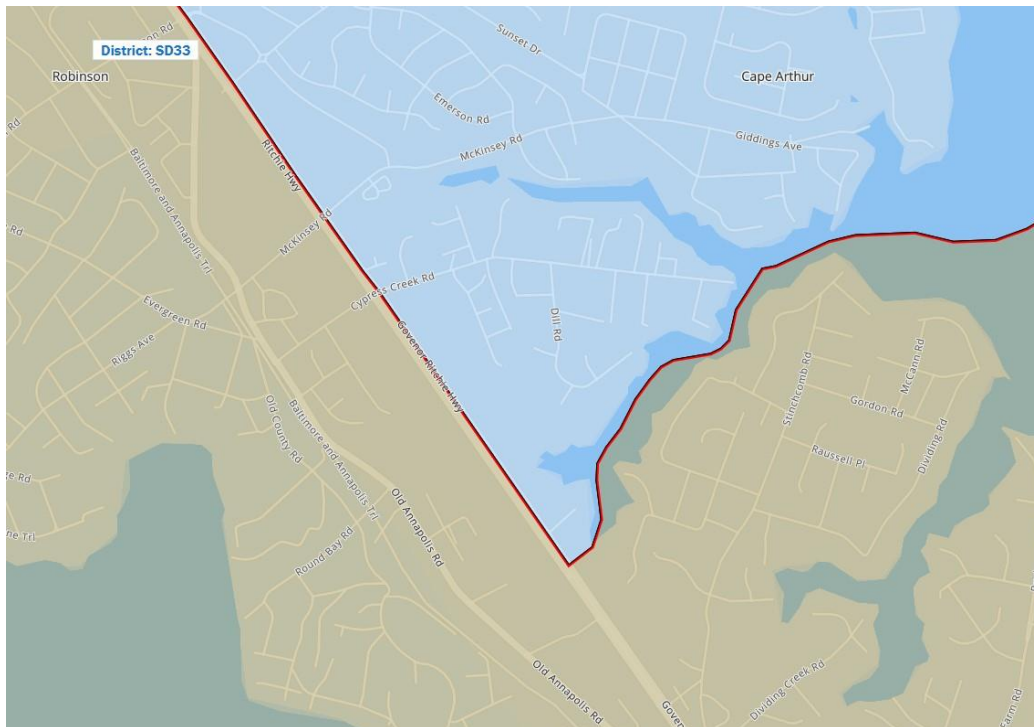 Sunset Dr
District: SD33
Robinson
Cape Arthur
Emerson Rd
Giddings Ave
McKinsey Rd
Ritchie Hwy
Baltimore and Annapolis Trl
McKinsey Rd
Cypress Creek Rd
Evergreen Rd
Dill Rd
Riggs Ave
Govenor Ritchie Hwy
Stinchcomb Rd
McCann Rd
Gordon Rd
Old County Rd
Baltimore and Annapolis Trl
Dividing Rd
Raussell Pl
Old Annapolis Rd
Round Bay Rd
Old Annapolis Rd
Dividing Creek Rd